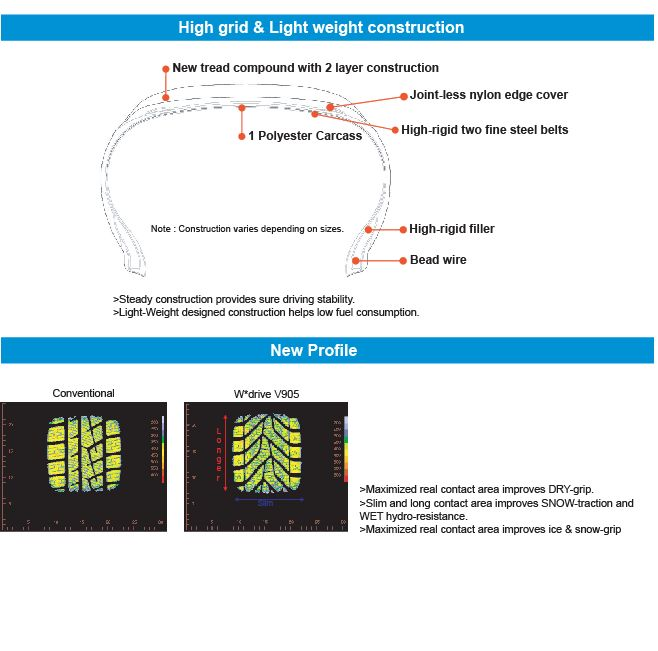 High grid & Light weight construction
New tread compound with 2 layer construction
Joint-less nylon edge cover
High-rigid two fine steel belts
1 Polyester Carcass
Note : Construction varies depending on sizes.
High-rigid filler
Bead wire
>Steady construction provides sure driving stability.
>Light-Weight designed construction helps low fuel consumption.
New Profile
Conventional
W*drive V905
Longer
Slim
>Maximized real contact area improves DRY-grip.
>Slim and long contact area improves SNOW-traction and
WET hydro-resistance.
>Maximized real contact area improves ice & snow-grip